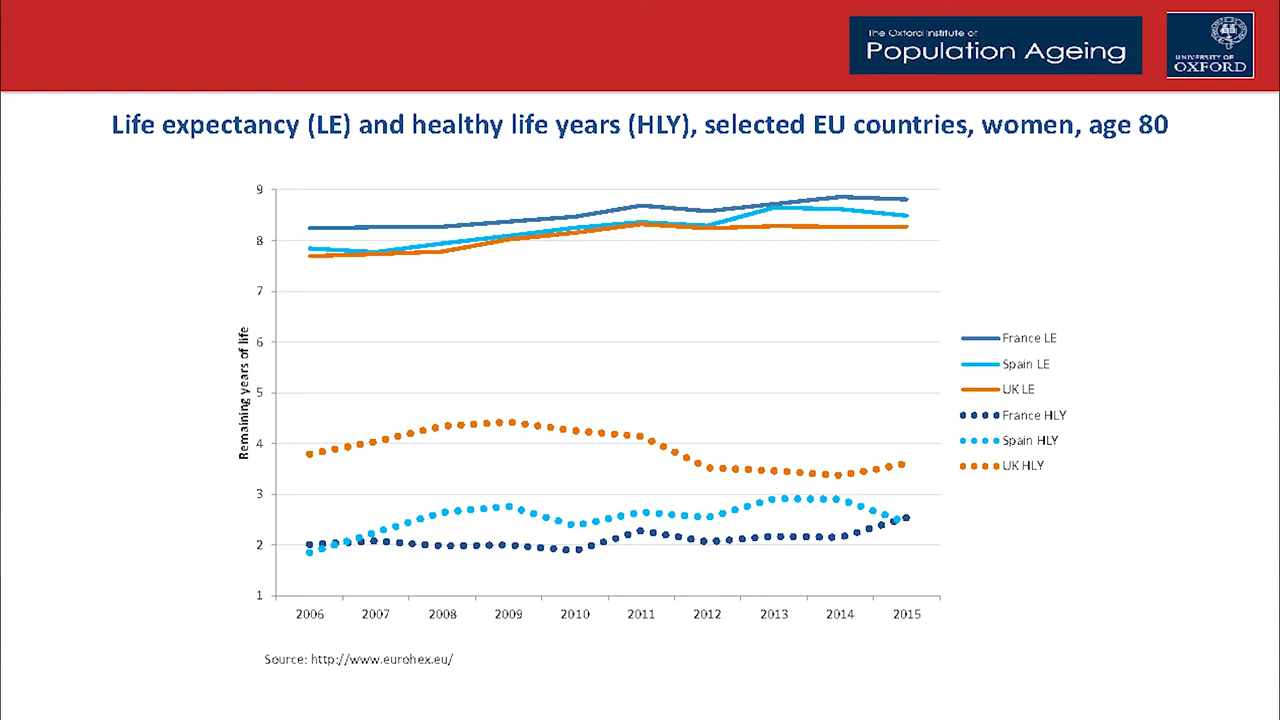 The Oxford Institute of
Population Ageing
UNIVERSITY OF
OXFORD
Life expectancy (LE) and healthy life years (HLY), selected EU countries, women, age 80
9
8
7
6
5
4
3
2
1
Remaining years of life
2006 2007 2008 2009 2010 2011 2012 2013 2014 2015
France LE
Spain LE
UK LE
France HLY
Spain HLY
UK HLY
Source: http://www.eurohex.eu/